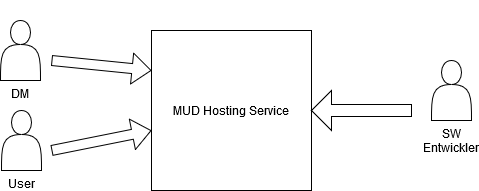 DM
User
MUD Hosting Service
SW
Entwickler